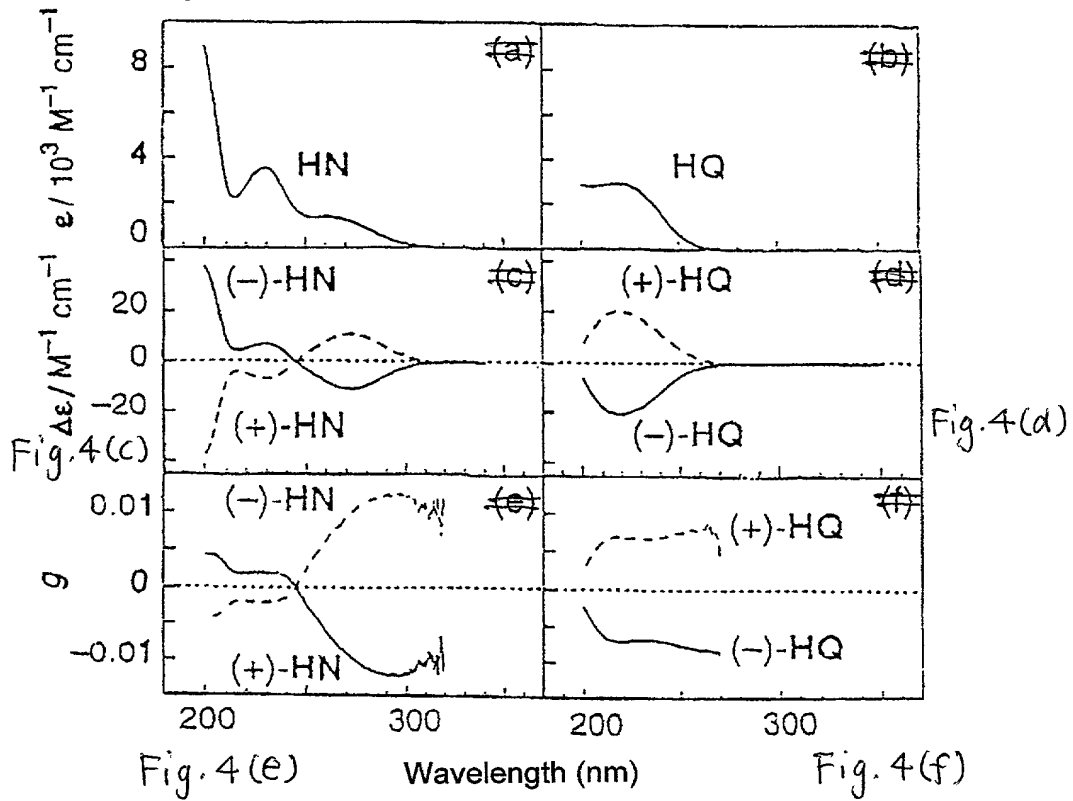 ε/10³ M⁻¹ cm⁻¹
8
4
0
HN
(a)
HQ
(b)
Δε/M⁻¹ cm⁻¹
20
0
−20
(−)-HN
(c)
(+)-HN
(+)-HQ
(d)
(−)-HQ
Fig. 4(c)
Fig. 4(d)
g
0.01
0
−0.01
(−)-HN
(e)
(+)-HN
(+)-HQ
(f)
(−)-HQ
200 300 200 300
Fig. 4(e) Wavelength (nm) Fig. 4(f)